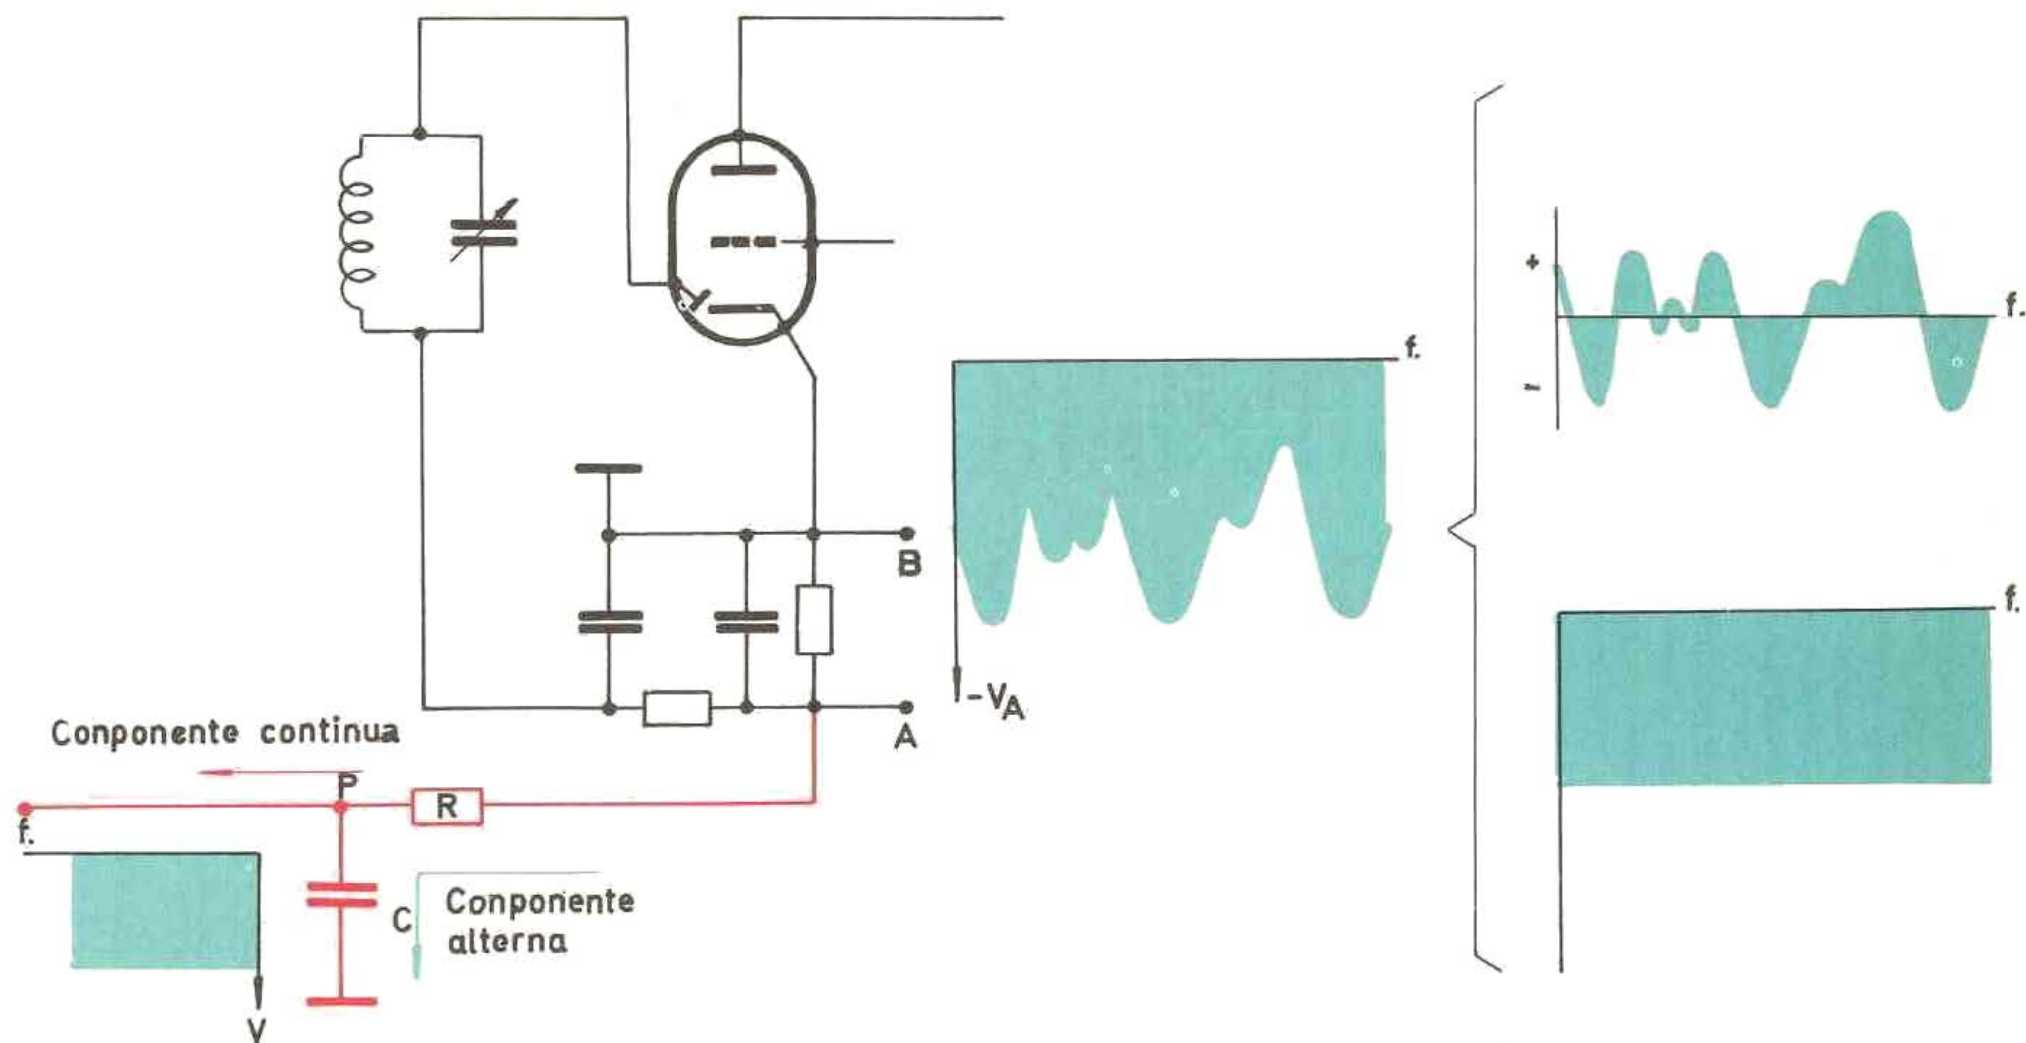 +
f.
-
f.
B
-VA
A
Conponente continua
P
R
f.
f.
C
Conponente
alterna
V